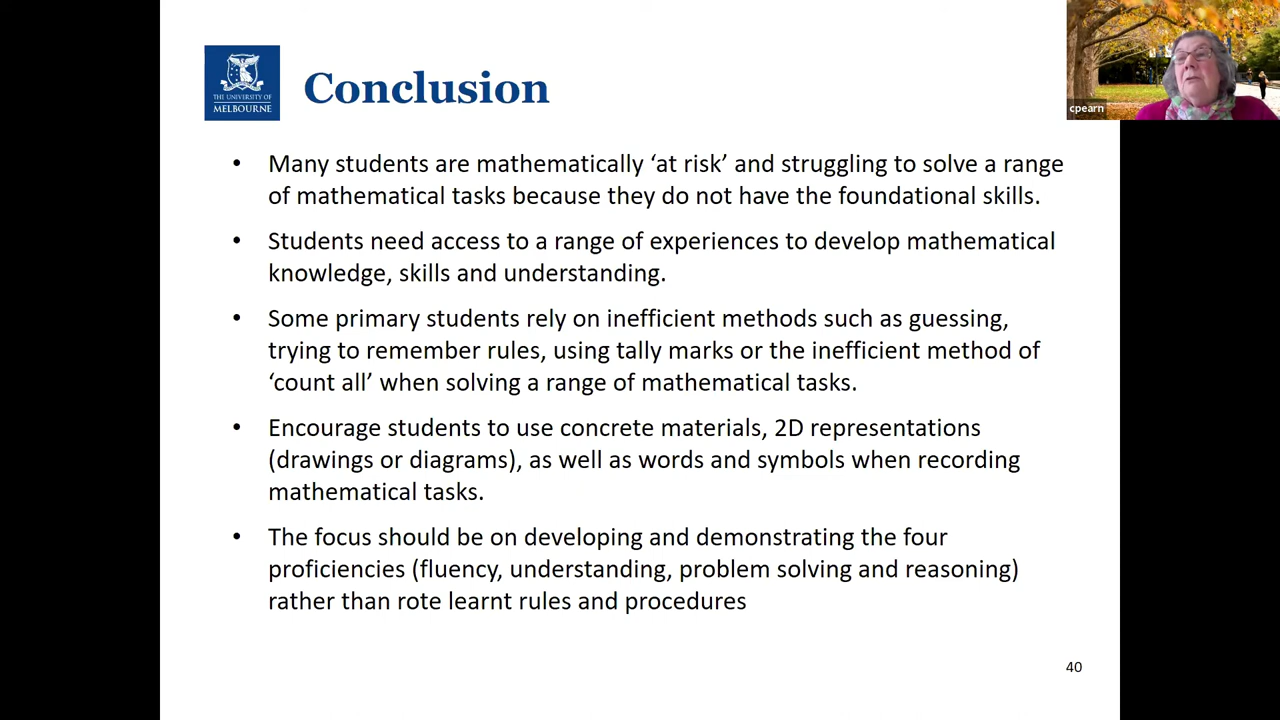 THE UNIVERSITY OF
MELBOURNE
Conclusion
cpearn
• Many students are mathematically ‘at risk’ and struggling to solve a range
of mathematical tasks because they do not have the foundational skills.
• Students need access to a range of experiences to develop mathematical
knowledge, skills and understanding.
• Some primary students rely on inefficient methods such as guessing,
trying to remember rules, using tally marks or the inefficient method of
‘count all’ when solving a range of mathematical tasks.
• Encourage students to use concrete materials, 2D representations
(drawings or diagrams), as well as words and symbols when recording
mathematical tasks.
• The focus should be on developing and demonstrating the four
proficiencies (fluency, understanding, problem solving and reasoning)
rather than rote learnt rules and procedures
40